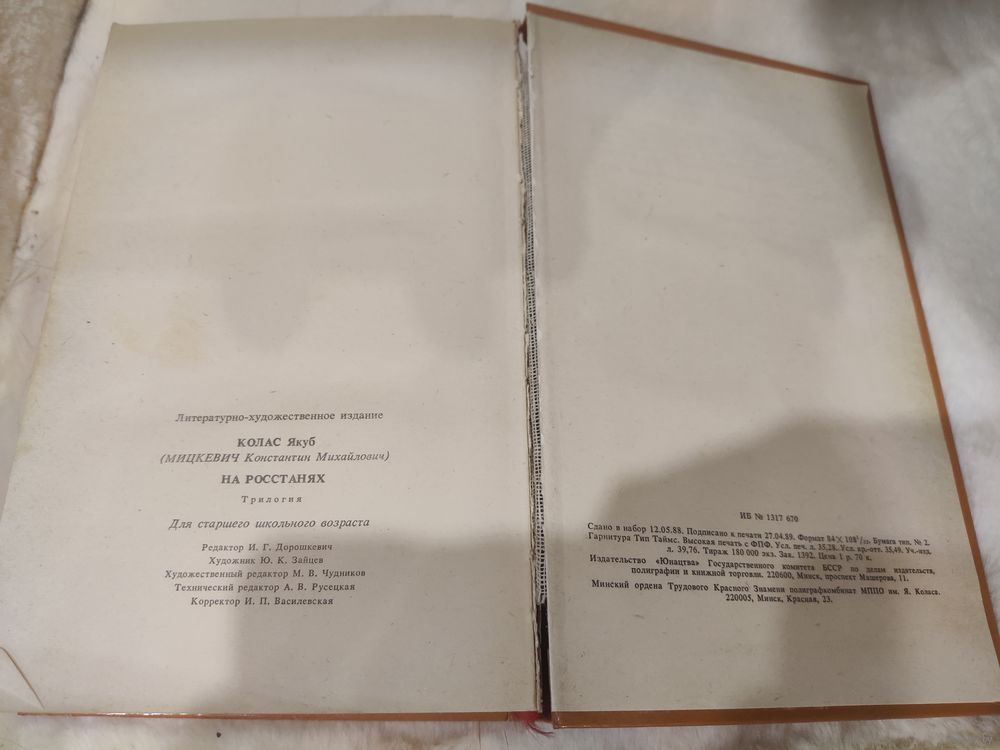 Литературно-художественное издание
КОЛАС Якуб
(МИЦКЕВИЧ Константин Михайлович)
НА РОССТАНЯХ
Трилогия
Для старшего школьного возраста
Редактор И. Г. Дорошкевич
Художник Ю. К. Зайцев
Художественный редактор М. В. Чудников
Технический редактор А. В. Русецкая
Корректор И. П. Василевская
ИБ № 1317 670
Сдано в набор 12.05.88. Подписано к печати 27.04.89. Формат 84×108¹/₃₂. Бумага тип. № 2.
Гарнитура Тип Таймс. Высокая печать с ФПФ. Усл. печ. л. 35,28. Усл. кр.-отт. 35,49. Уч.-изд.
л. 39,76. Тираж 180 000 экз. Зак. 1392. Цена 1 р. 70 к.
Издательство «Юнацтва» Государственного комитета БССР по делам издательств,
полиграфии и книжной торговли. 220600, Минск, проспект Машерова, 11.
Минский ордена Трудового Красного Знамени полиграфкомбинат МППО им. Я. Коласа.
220005, Минск, Красная, 23.